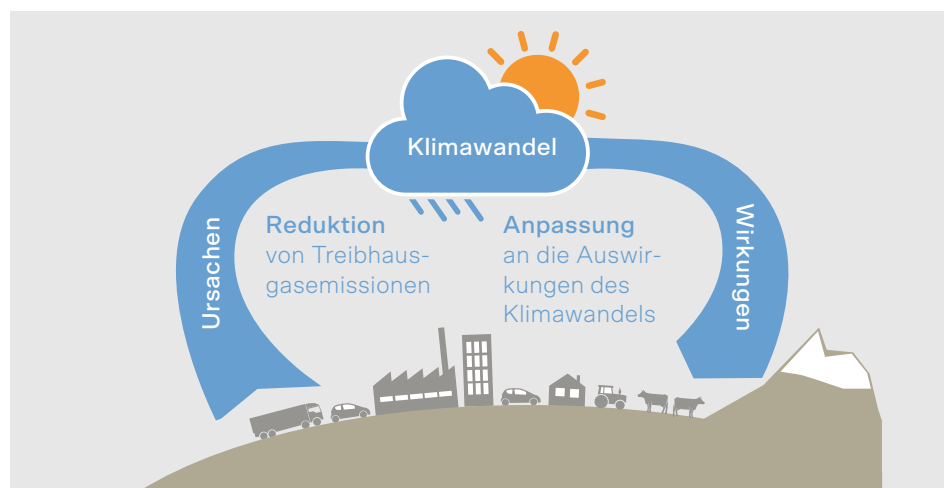 Klimawandel
Ursachen
Reduktion
von Treibhaus-
gasemissionen
Anpassung
an die Auswir-
kungen des
Klimawandels
Wirkungen